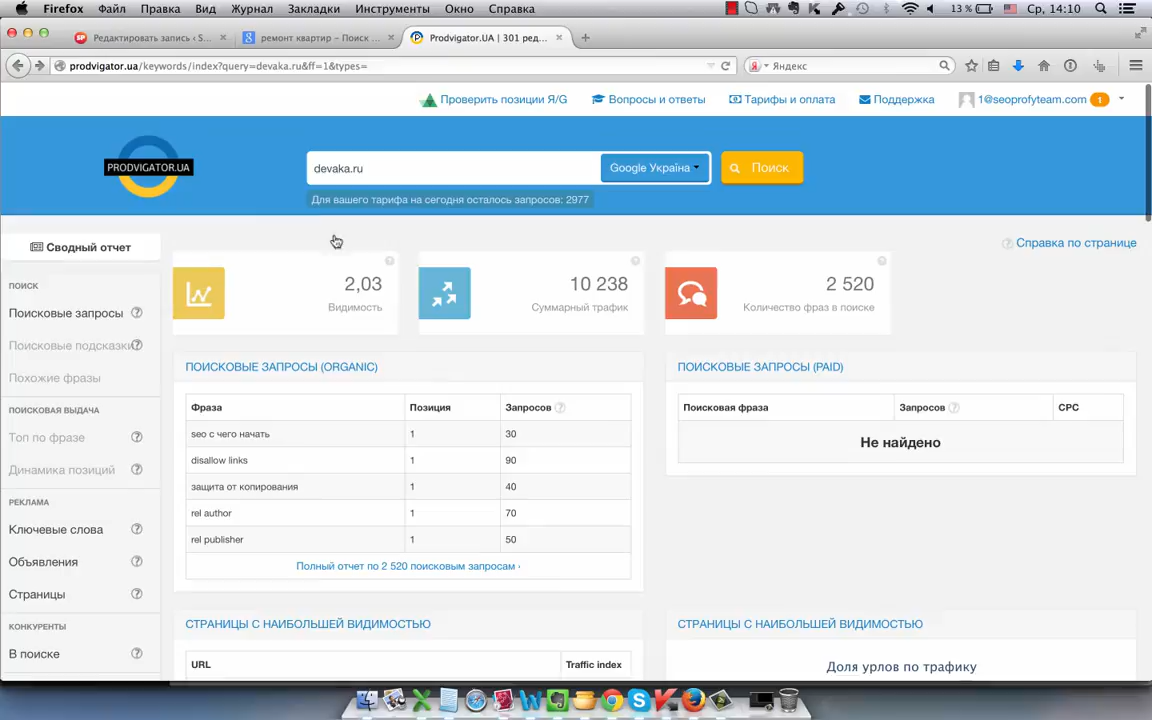 Firefox Файл Правка Вид Журнал Закладки Инструменты Окно Справка 13 % Ср, 14:10
Редактировать запись ‹ S...
ремонт квартир – Поиск ...
Prodvigator.UA | 301 ред...
prodvigator.ua/keywords/index?query=devaka.ru&ff=1&types=
Яндекс
Проверить позиции Я/G
Вопросы и ответы
Тарифы и оплата
Поддержка
1@seoprofyteam.com 1
PRODVIGATOR.UA
devaka.ru
Google Україна
Поиск
Для вашего тарифа на сегодня осталось запросов: 2977
Сводный отчет
Справка по странице
ПОИСК
Поисковые запросы
Поисковые подсказки
Похожие фразы
ПОИСКОВАЯ ВЫДАЧА
Топ по фразе
Динамика позиций
РЕКЛАМА
Ключевые слова
Объявления
Страницы
КОНКУРЕНТЫ
В поиске
2,03
Видимость
10 238
Суммарный трафик
2 520
Количество фраз в поиске
ПОИСКОВЫЕ ЗАПРОСЫ (ORGANIC)
Фраза Позиция Запросов
seo с чего начать 1 30
disallow links 1 90
защита от копирования 1 40
rel author 1 70
rel publisher 1 50
Полный отчет по 2 520 поисковым запросам ›
ПОИСКОВЫЕ ЗАПРОСЫ (PAID)
Поисковая фраза Запросов CPC
Не найдено
СТРАНИЦЫ С НАИБОЛЬШЕЙ ВИДИМОСТЬЮ
URL Traffic index
СТРАНИЦЫ С НАИБОЛЬШЕЙ ВИДИМОСТЬЮ
Доля урлов по трафику